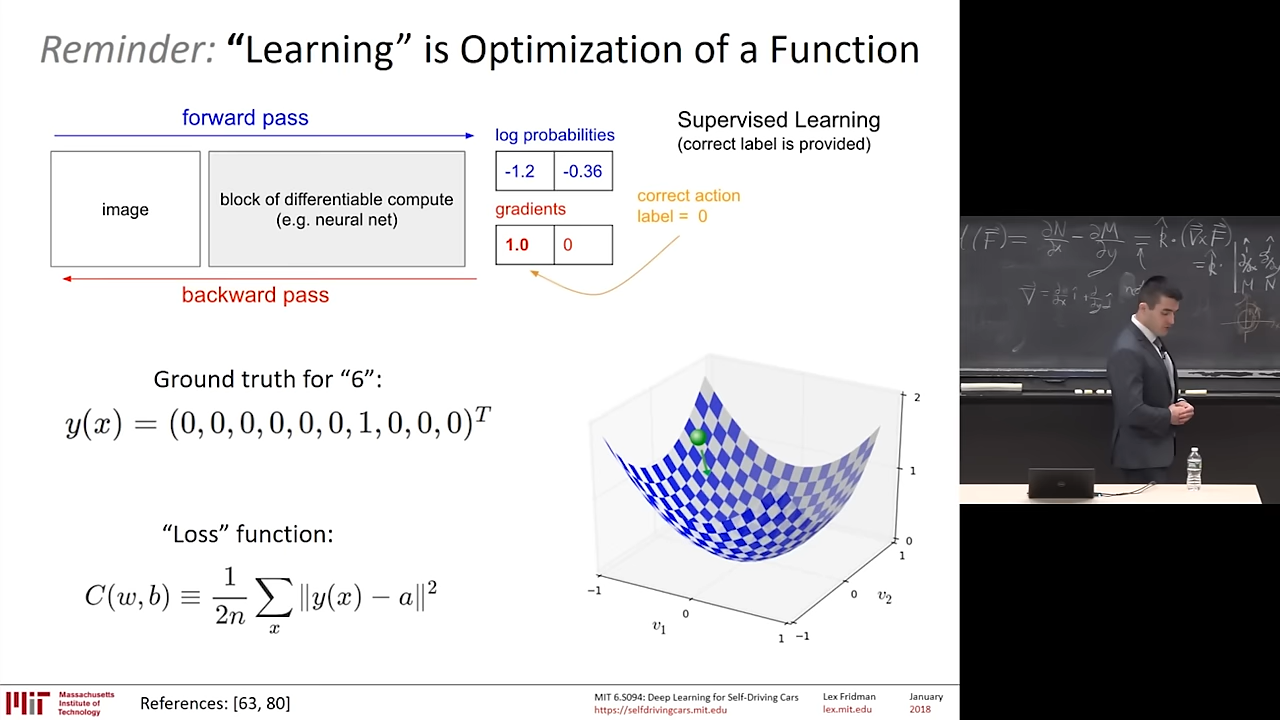 Reminder: “Learning” is Optimization of a Function
forward pass
image
block of differentiable compute
(e.g. neural net)
backward pass
log probabilities
-1.2 -0.36
gradients
1.0 0
Supervised Learning
(correct label is provided)
correct action
label = 0
Ground truth for “6”:
y(x) = (0, 0, 0, 0, 0, 0, 1, 0, 0, 0)^T
“Loss” function:
C(w, b) ≡ 1/2n ∑_x ‖y(x) − a‖²
2
1
0
1
0
−1
−1
0
1
v₁
v₂
(F⃗) = ∂N/∂x − ∂M/∂y = k̂·(∇⃗×F⃗)
= k̂·
M N
MIT
Massachusetts
Institute of
Technology
References: [63, 80]
MIT 6.S094: Deep Learning for Self-Driving Cars
https://selfdrivingcars.mit.edu
Lex Fridman
lex.mit.edu
January
2018